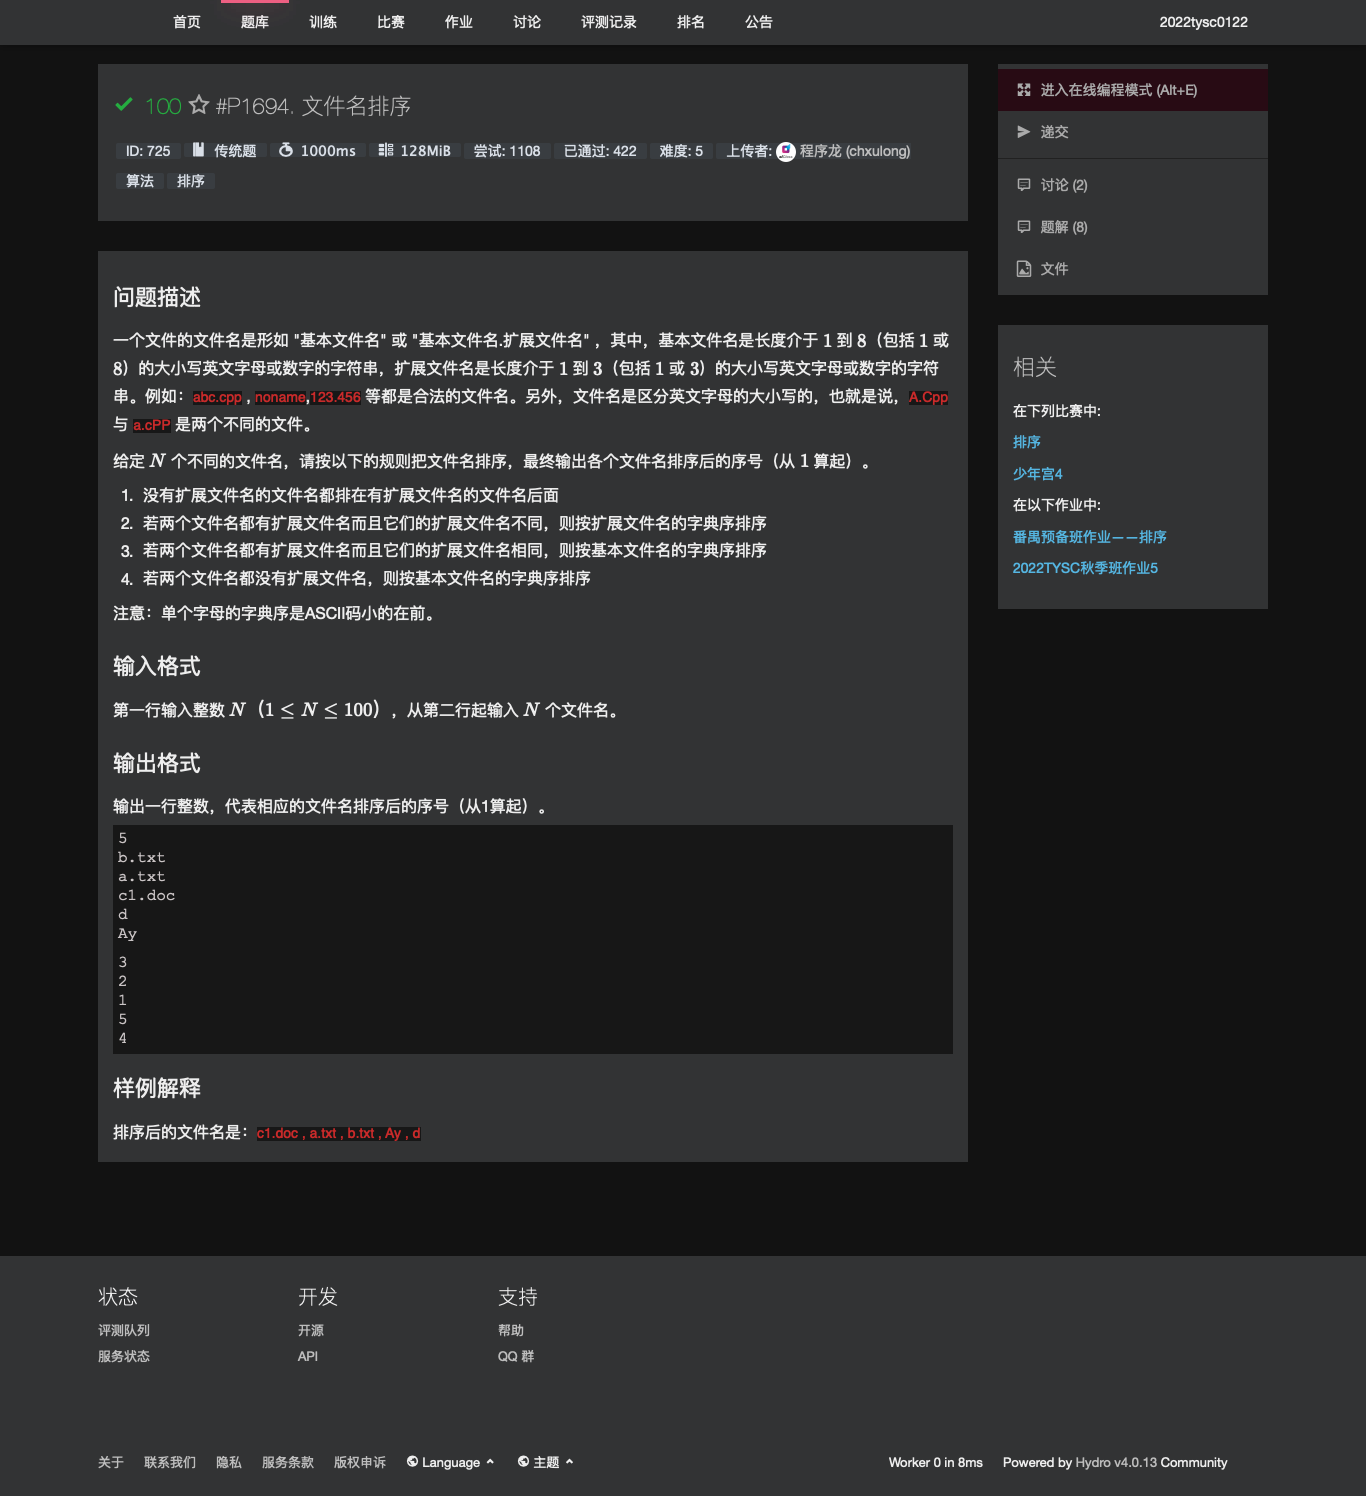 首页 题库 训练 比赛 作业 讨论 评测记录 排名 公告 2022tysc0122
100 #P1694. 文件名排序
ID: 725 传统题 1000ms 128MiB 尝试: 1108 已通过: 422 难度: 5 上传者: 程序龙 (chxulong)
算法 排序
问题描述
一个文件的文件名是形如 "基本文件名" 或 "基本文件名.扩展文件名" ，其中，基本文件名是长度介于 1 到 8（包括 1 或
8）的大小写英文字母或数字的字符串，扩展文件名是长度介于 1 到 3（包括 1 或 3）的大小写英文字母或数字的字符
串。例如：abc.cpp , noname,123.456 等都是合法的文件名。另外，文件名是区分英文字母的大小写的，也就是说，A.Cpp
与 a.cPP 是两个不同的文件。
给定 N 个不同的文件名，请按以下的规则把文件名排序，最终输出各个文件名排序后的序号（从 1 算起）。
1. 没有扩展文件名的文件名都排在有扩展文件名的文件名后面
2. 若两个文件名都有扩展文件名而且它们的扩展文件名不同，则按扩展文件名的字典序排序
3. 若两个文件名都有扩展文件名而且它们的扩展文件名相同，则按基本文件名的字典序排序
4. 若两个文件名都没有扩展文件名，则按基本文件名的字典序排序
注意：单个字母的字典序是ASCII码小的在前。
输入格式
第一行输入整数 N（1 ≤ N ≤ 100），从第二行起输入 N 个文件名。
输出格式
输出一行整数，代表相应的文件名排序后的序号（从1算起）。
5
b.txt
a.txt
c1.doc
d
Ay
3
2
1
5
4
样例解释
排序后的文件名是：c1.doc , a.txt , b.txt , Ay , d
进入在线编程模式 (Alt+E)
递交
讨论 (2)
题解 (8)
文件
相关
在下列比赛中:
排序
少年宫4
在以下作业中:
番禺预备班作业——排序
2022TYSC秋季班作业5
状态 开发 支持
评测队列 开源 帮助
服务状态 API QQ 群
关于 联系我们 隐私 服务条款 版权申诉 Language 主题 Worker 0 in 8ms Powered by Hydro v4.0.13 Community